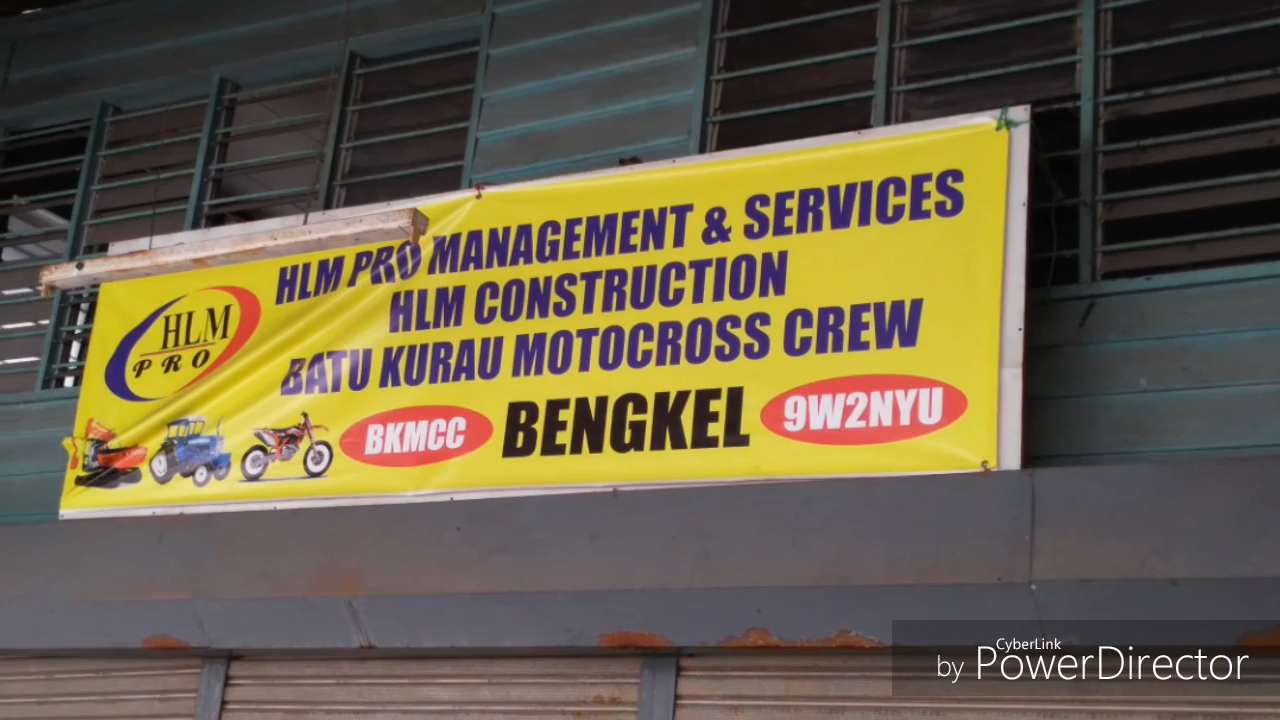 HLM PRO MANAGEMENT & SERVICES
HLM CONSTRUCTION
BATU KURAU MOTOCROSS CREW
HLM
PRO
BKMCC BENGKEL 9W2NYU
CyberLink
by PowerDirector